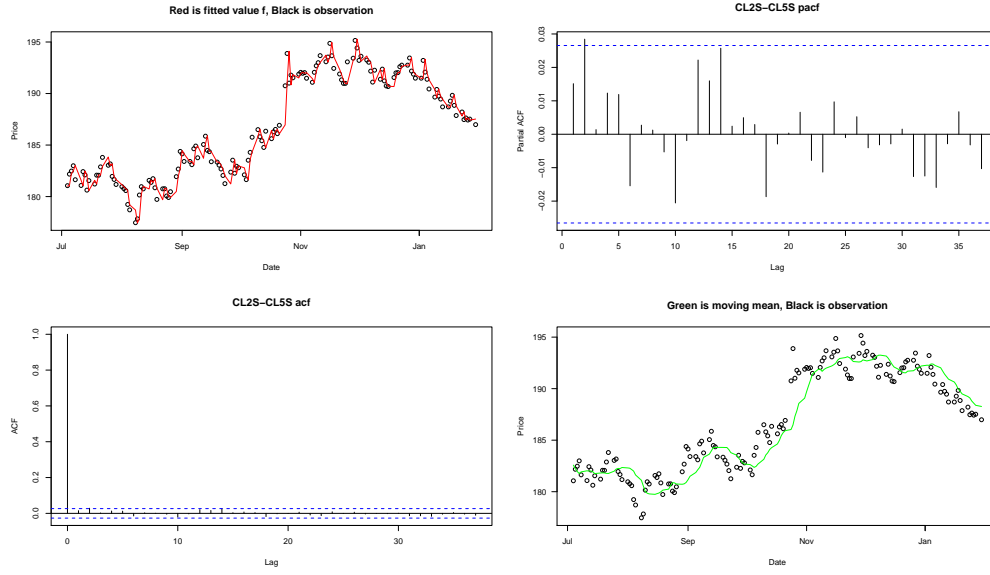 Red is fitted value f, Black is observation
Price
195
190
185
180
Jul
Sep
Nov
Jan
Date
CL2S−CL5S pacf
Partial ACF
0.03
0.02
0.01
0.00
−0.01
−0.02
0
5
10
15
20
25
30
35
Lag
CL2S−CL5S acf
ACF
1.0
0.8
0.6
0.4
0.2
0.0
0
10
20
30
Lag
Green is moving mean, Black is observation
Price
195
190
185
180
Jul
Sep
Nov
Jan
Date